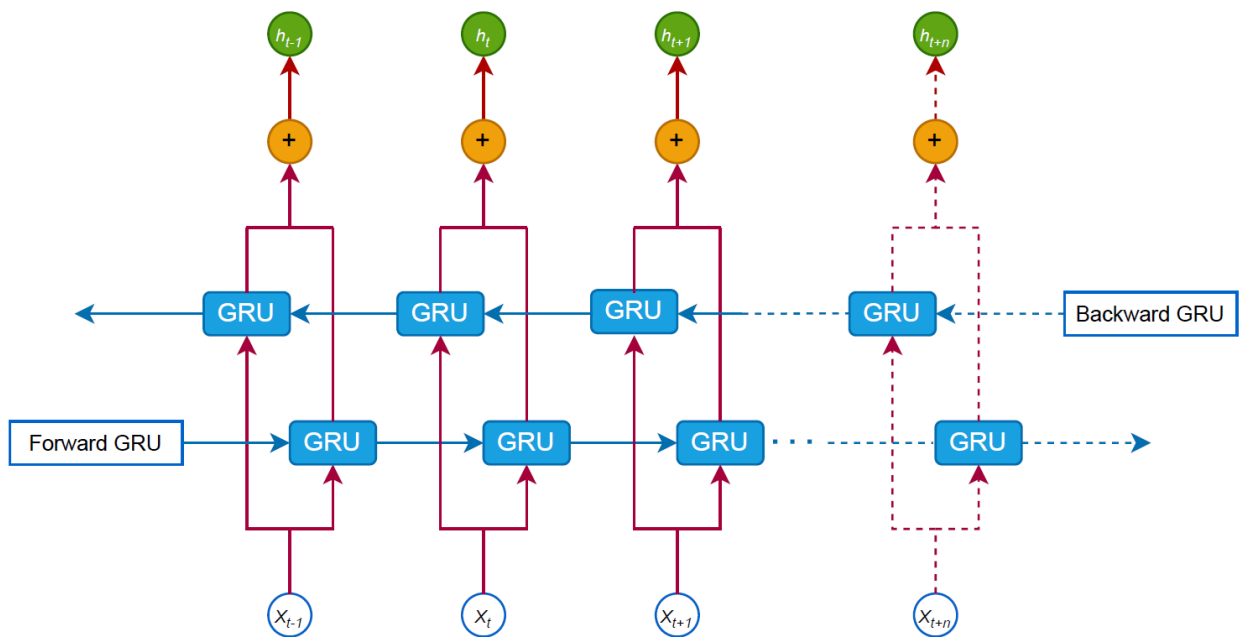 h_{t-1} h_t h_{t+1} h_{t+n}
+ + + +
GRU GRU GRU GRU Backward GRU
Forward GRU GRU GRU GRU ... GRU
X_{t-1} X_t X_{t+1} X_{t+n}